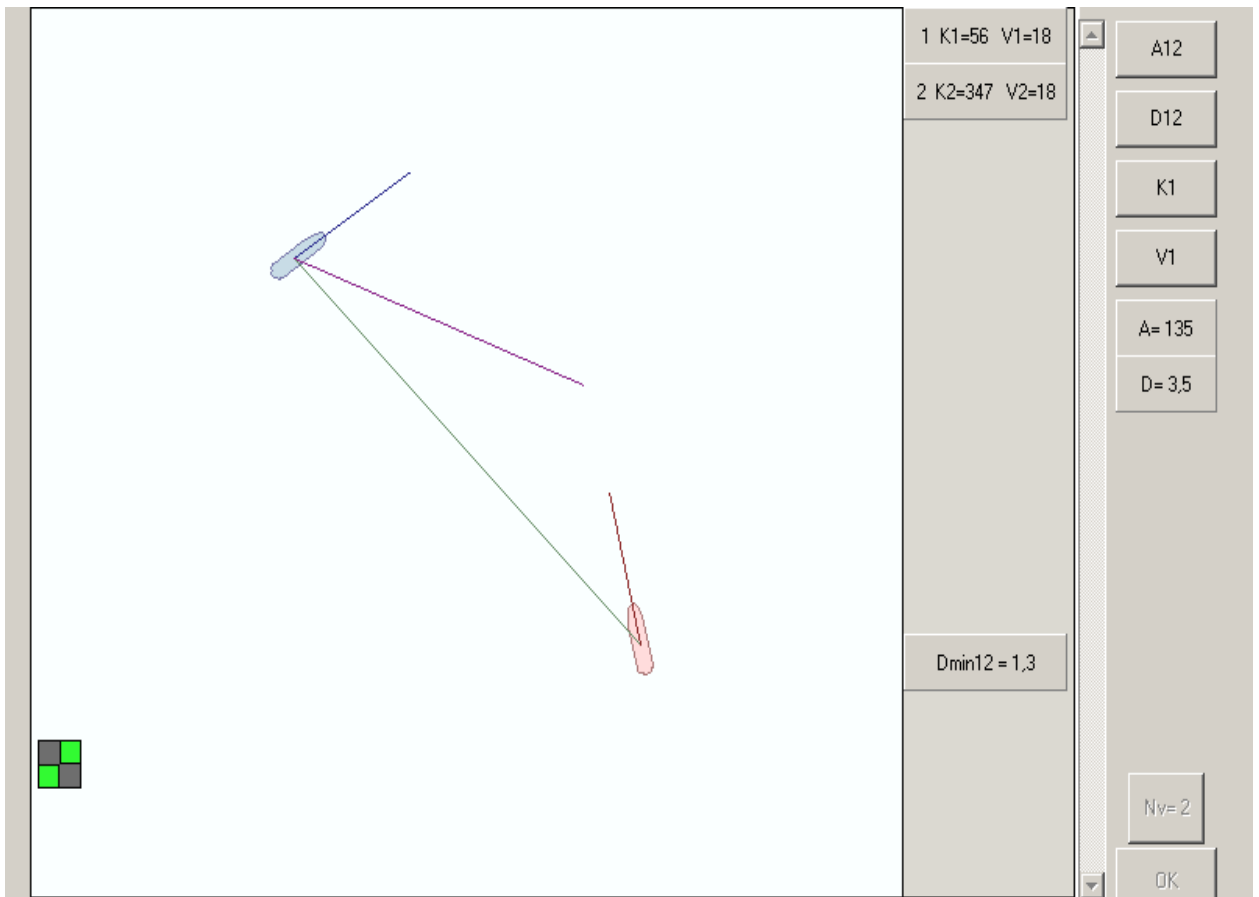 1 K1=56 V1=18
2 K2=347 V2=18
Dmin12 = 1,3
A12
D12
K1
V1
A= 135
D= 3,5
Nv= 2
OK